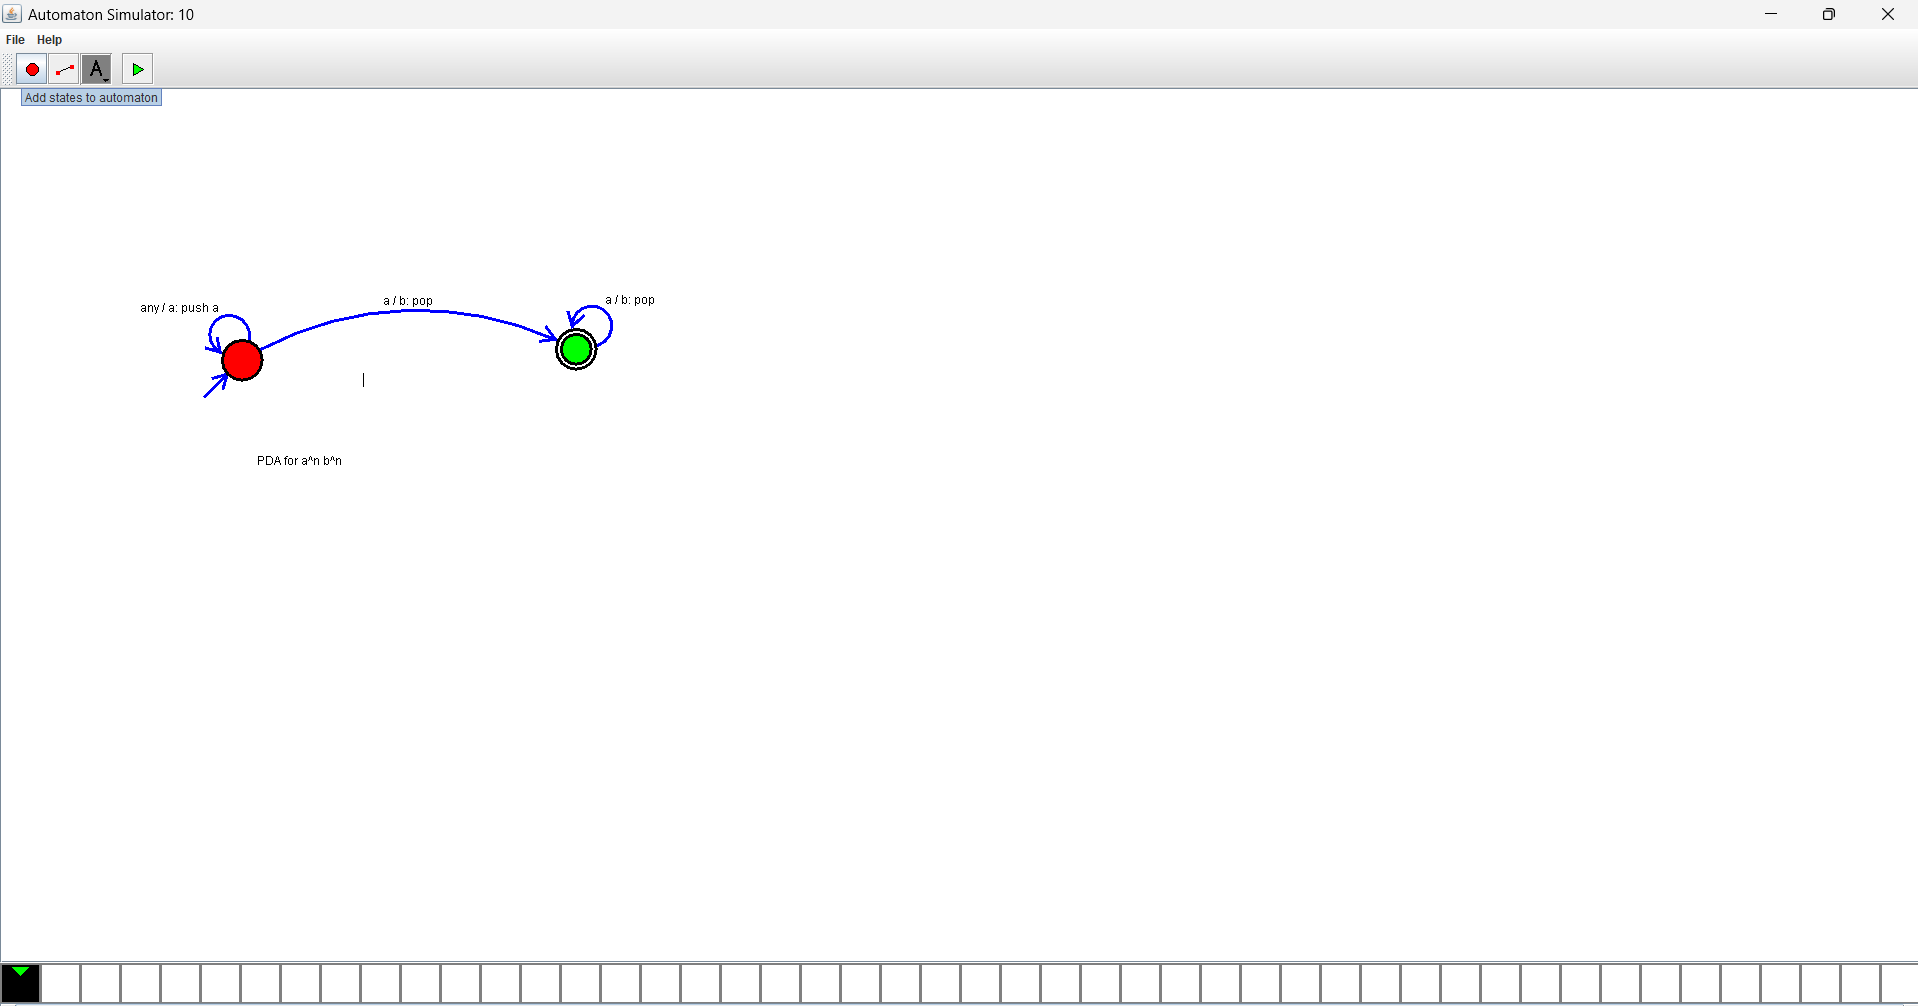 Automaton Simulator: 10
File Help
A
Add states to automaton
any / a: push a
a / b: pop
a / b: pop
PDA for a^n b^n